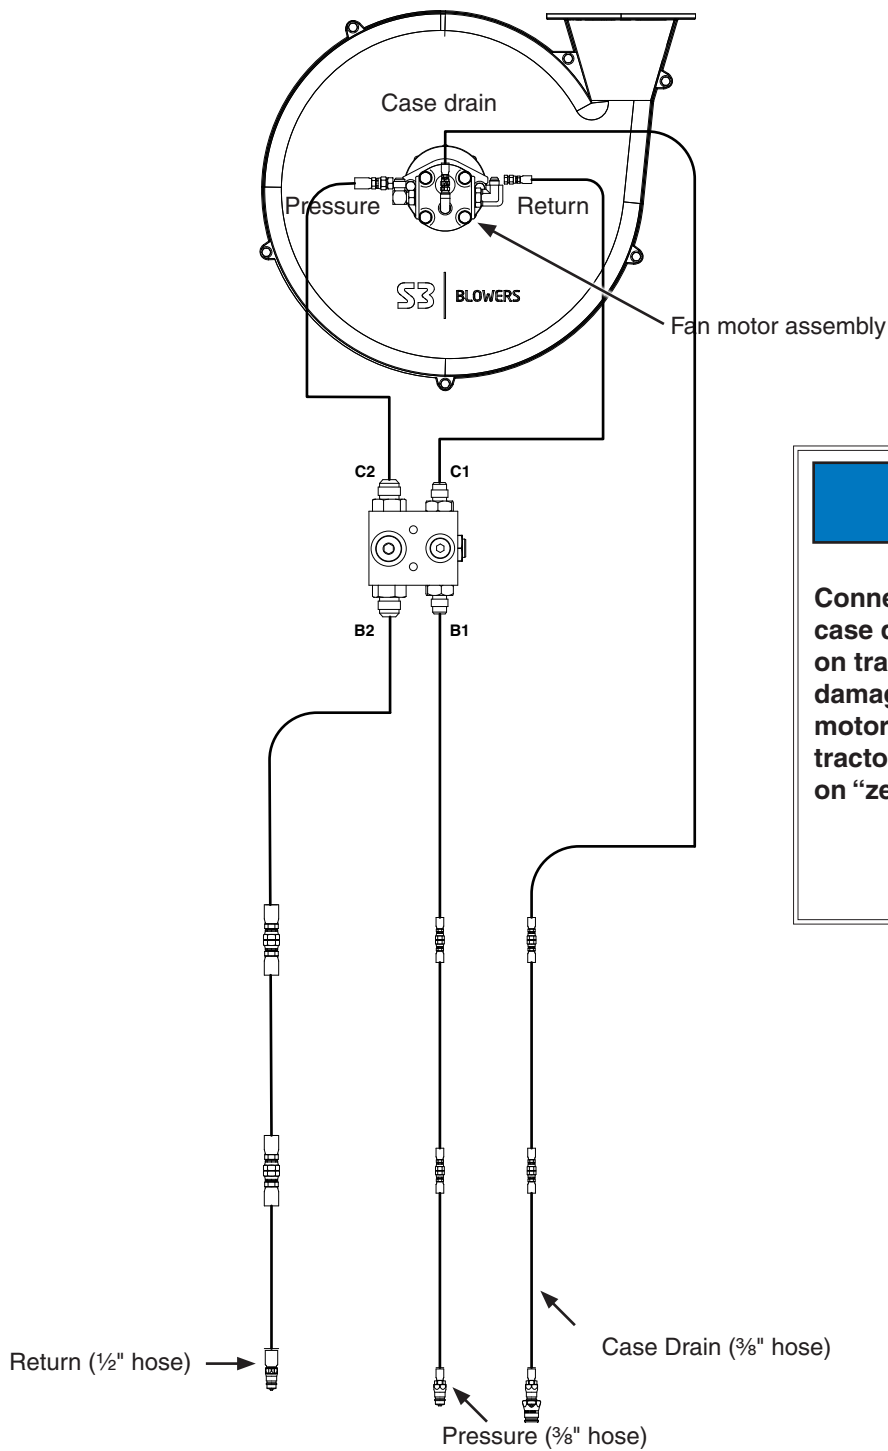 Case drain
Pressure
Return
S3 BLOWERS
Fan motor assembly
C2
C1
B2
B1
Conne
case
on tra
damag
motor
tracto
on “ze
Return (½" hose)
Case Drain (⅜" hose)
Pressure (⅜" hose)